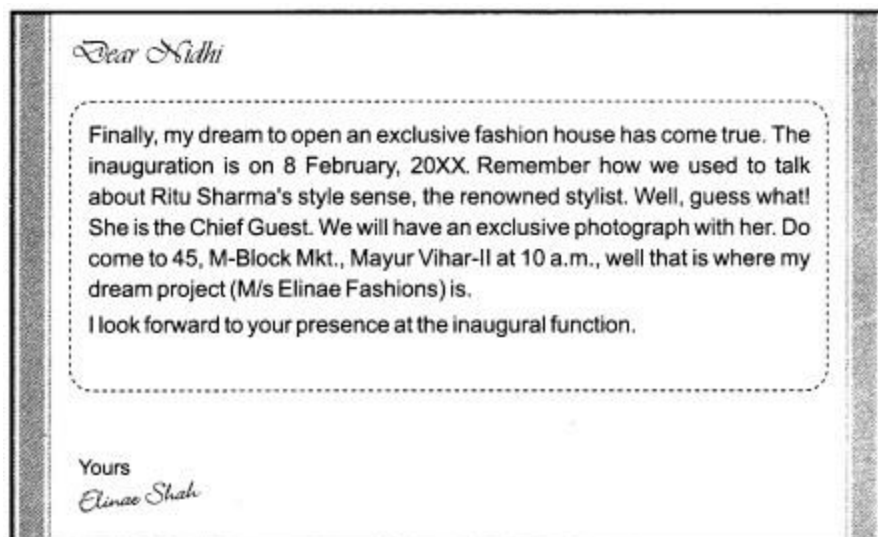 Dear Nidhi
Finally, my dream to open an exclusive fashion house has come true. The
inauguration is on 8 February, 20XX. Remember how we used to talk
about Ritu Sharma's style sense, the renowned stylist. Well, guess what!
She is the Chief Guest. We will have an exclusive photograph with her. Do
come to 45, M-Block Mkt., Mayur Vihar-II at 10 a.m., well that is where my
dream project (M/s Elinae Fashions) is.
I look forward to your presence at the inaugural function.
Yours
Elinae Shah